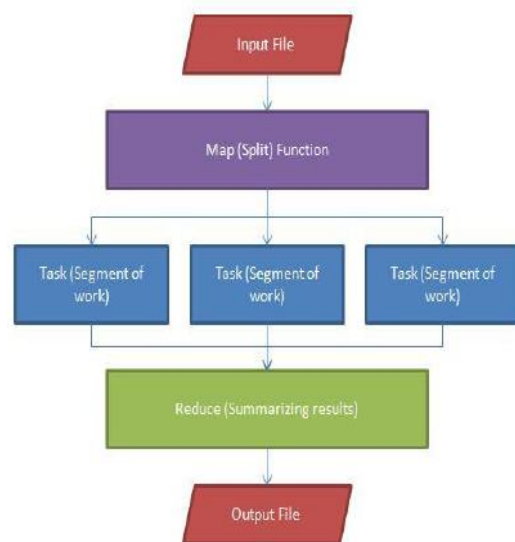 Input File
Map (Split) Function
Task (Segment of
work)
Task (Segment of
work)
Task (Segment of
work)
Reduce (Summarizing results)
Output File